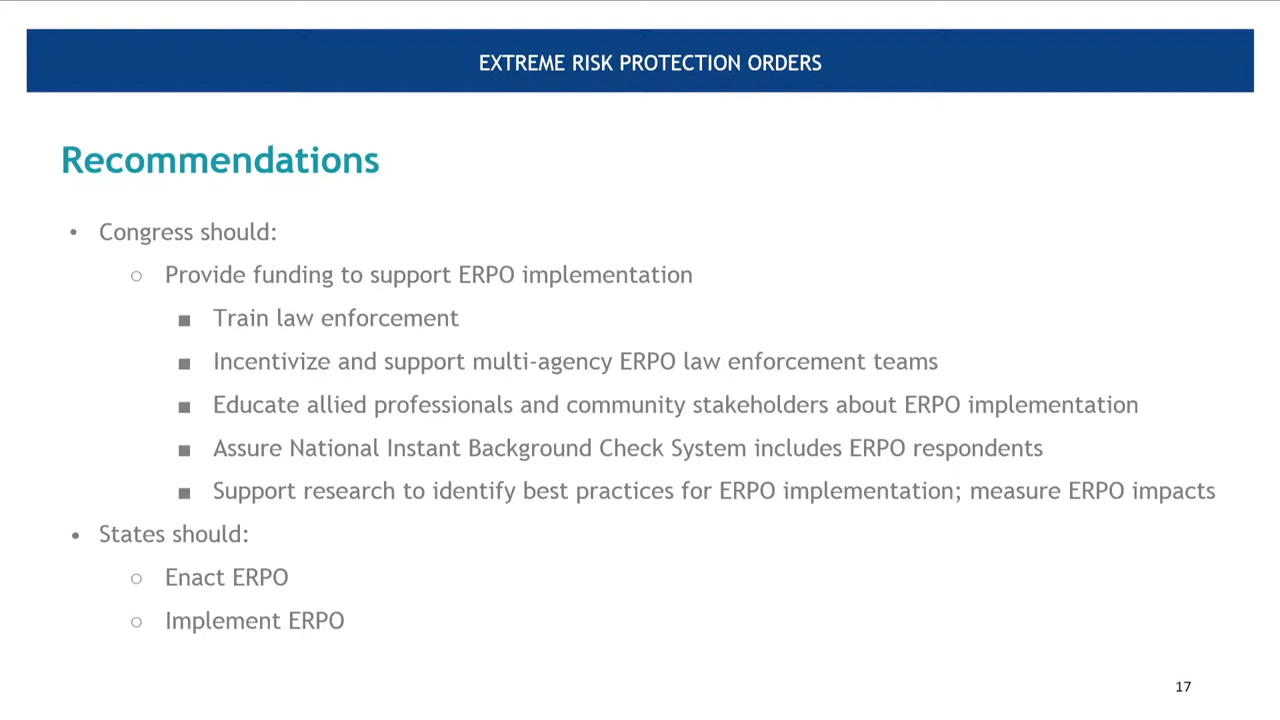 EXTREME RISK PROTECTION ORDERS
Recommendations
• Congress should:
○ Provide funding to support ERPO implementation
■ Train law enforcement
■ Incentivize and support multi-agency ERPO law enforcement teams
■ Educate allied professionals and community stakeholders about ERPO implementation
■ Assure National Instant Background Check System includes ERPO respondents
■ Support research to identify best practices for ERPO implementation; measure ERPO impacts
• States should:
○ Enact ERPO
○ Implement ERPO
17